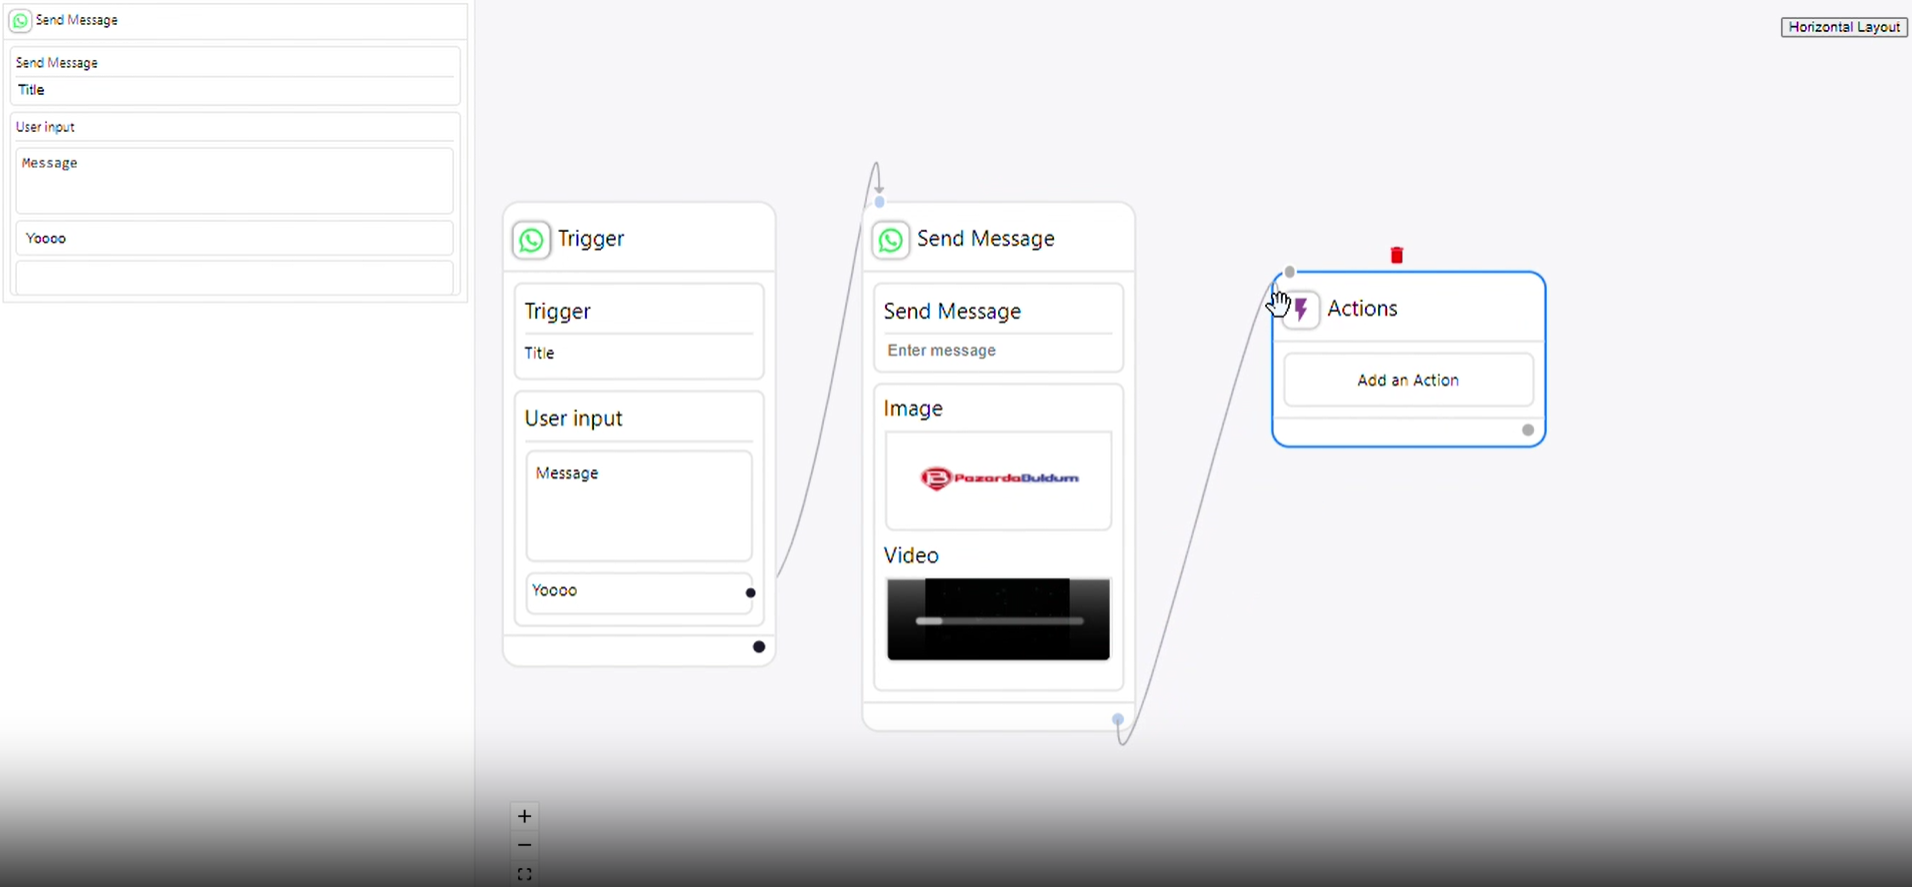 Send Message
Send Message
Title
User input
Message
Yoooo
Horizontal Layout
Trigger
Trigger
Title
User input
Message
Yoooo
Send Message
Send Message
Enter message
Image
PazardaBuldum
Video
Actions
Add an Action